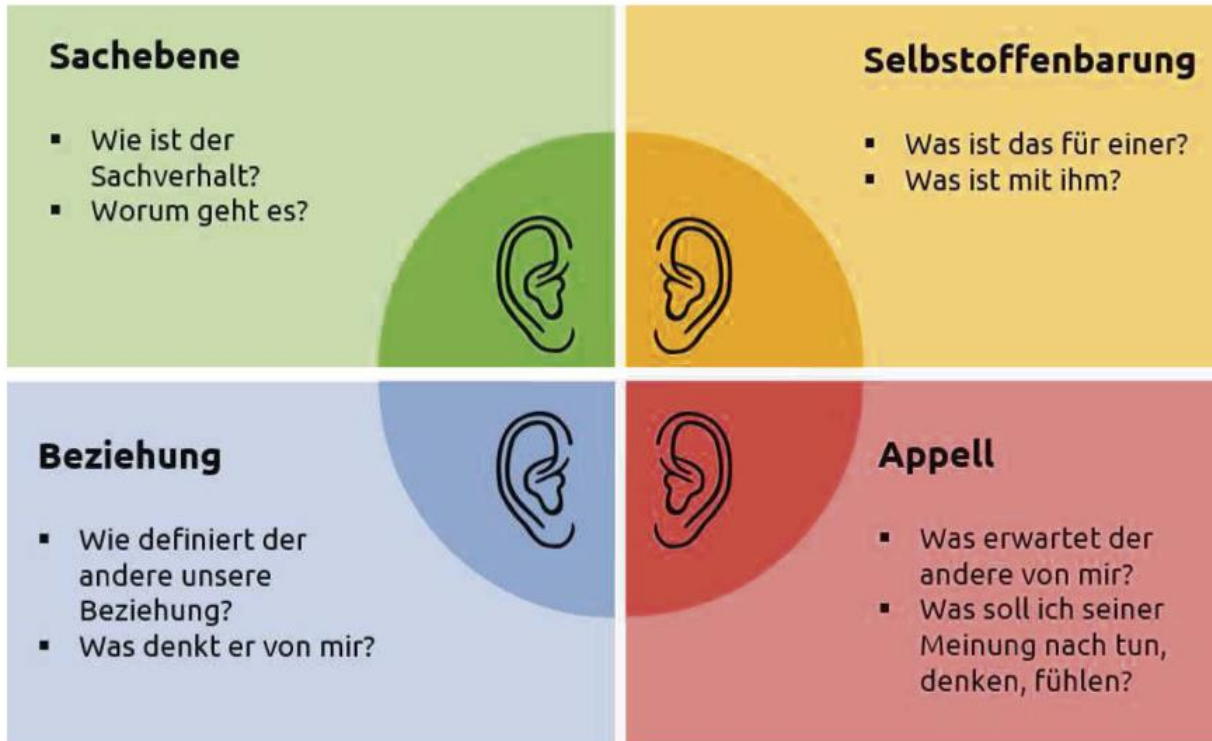 Sachebene
▪ Wie ist der
Sachverhalt?
▪ Worum geht es?
Selbstoffenbarung
▪ Was ist das für einer?
▪ Was ist mit ihm?
Beziehung
▪ Wie definiert der
andere unsere
Beziehung?
▪ Was denkt er von mir?
Appell
▪ Was erwartet der
andere von mir?
▪ Was soll ich seiner
Meinung nach tun,
denken, fühlen?